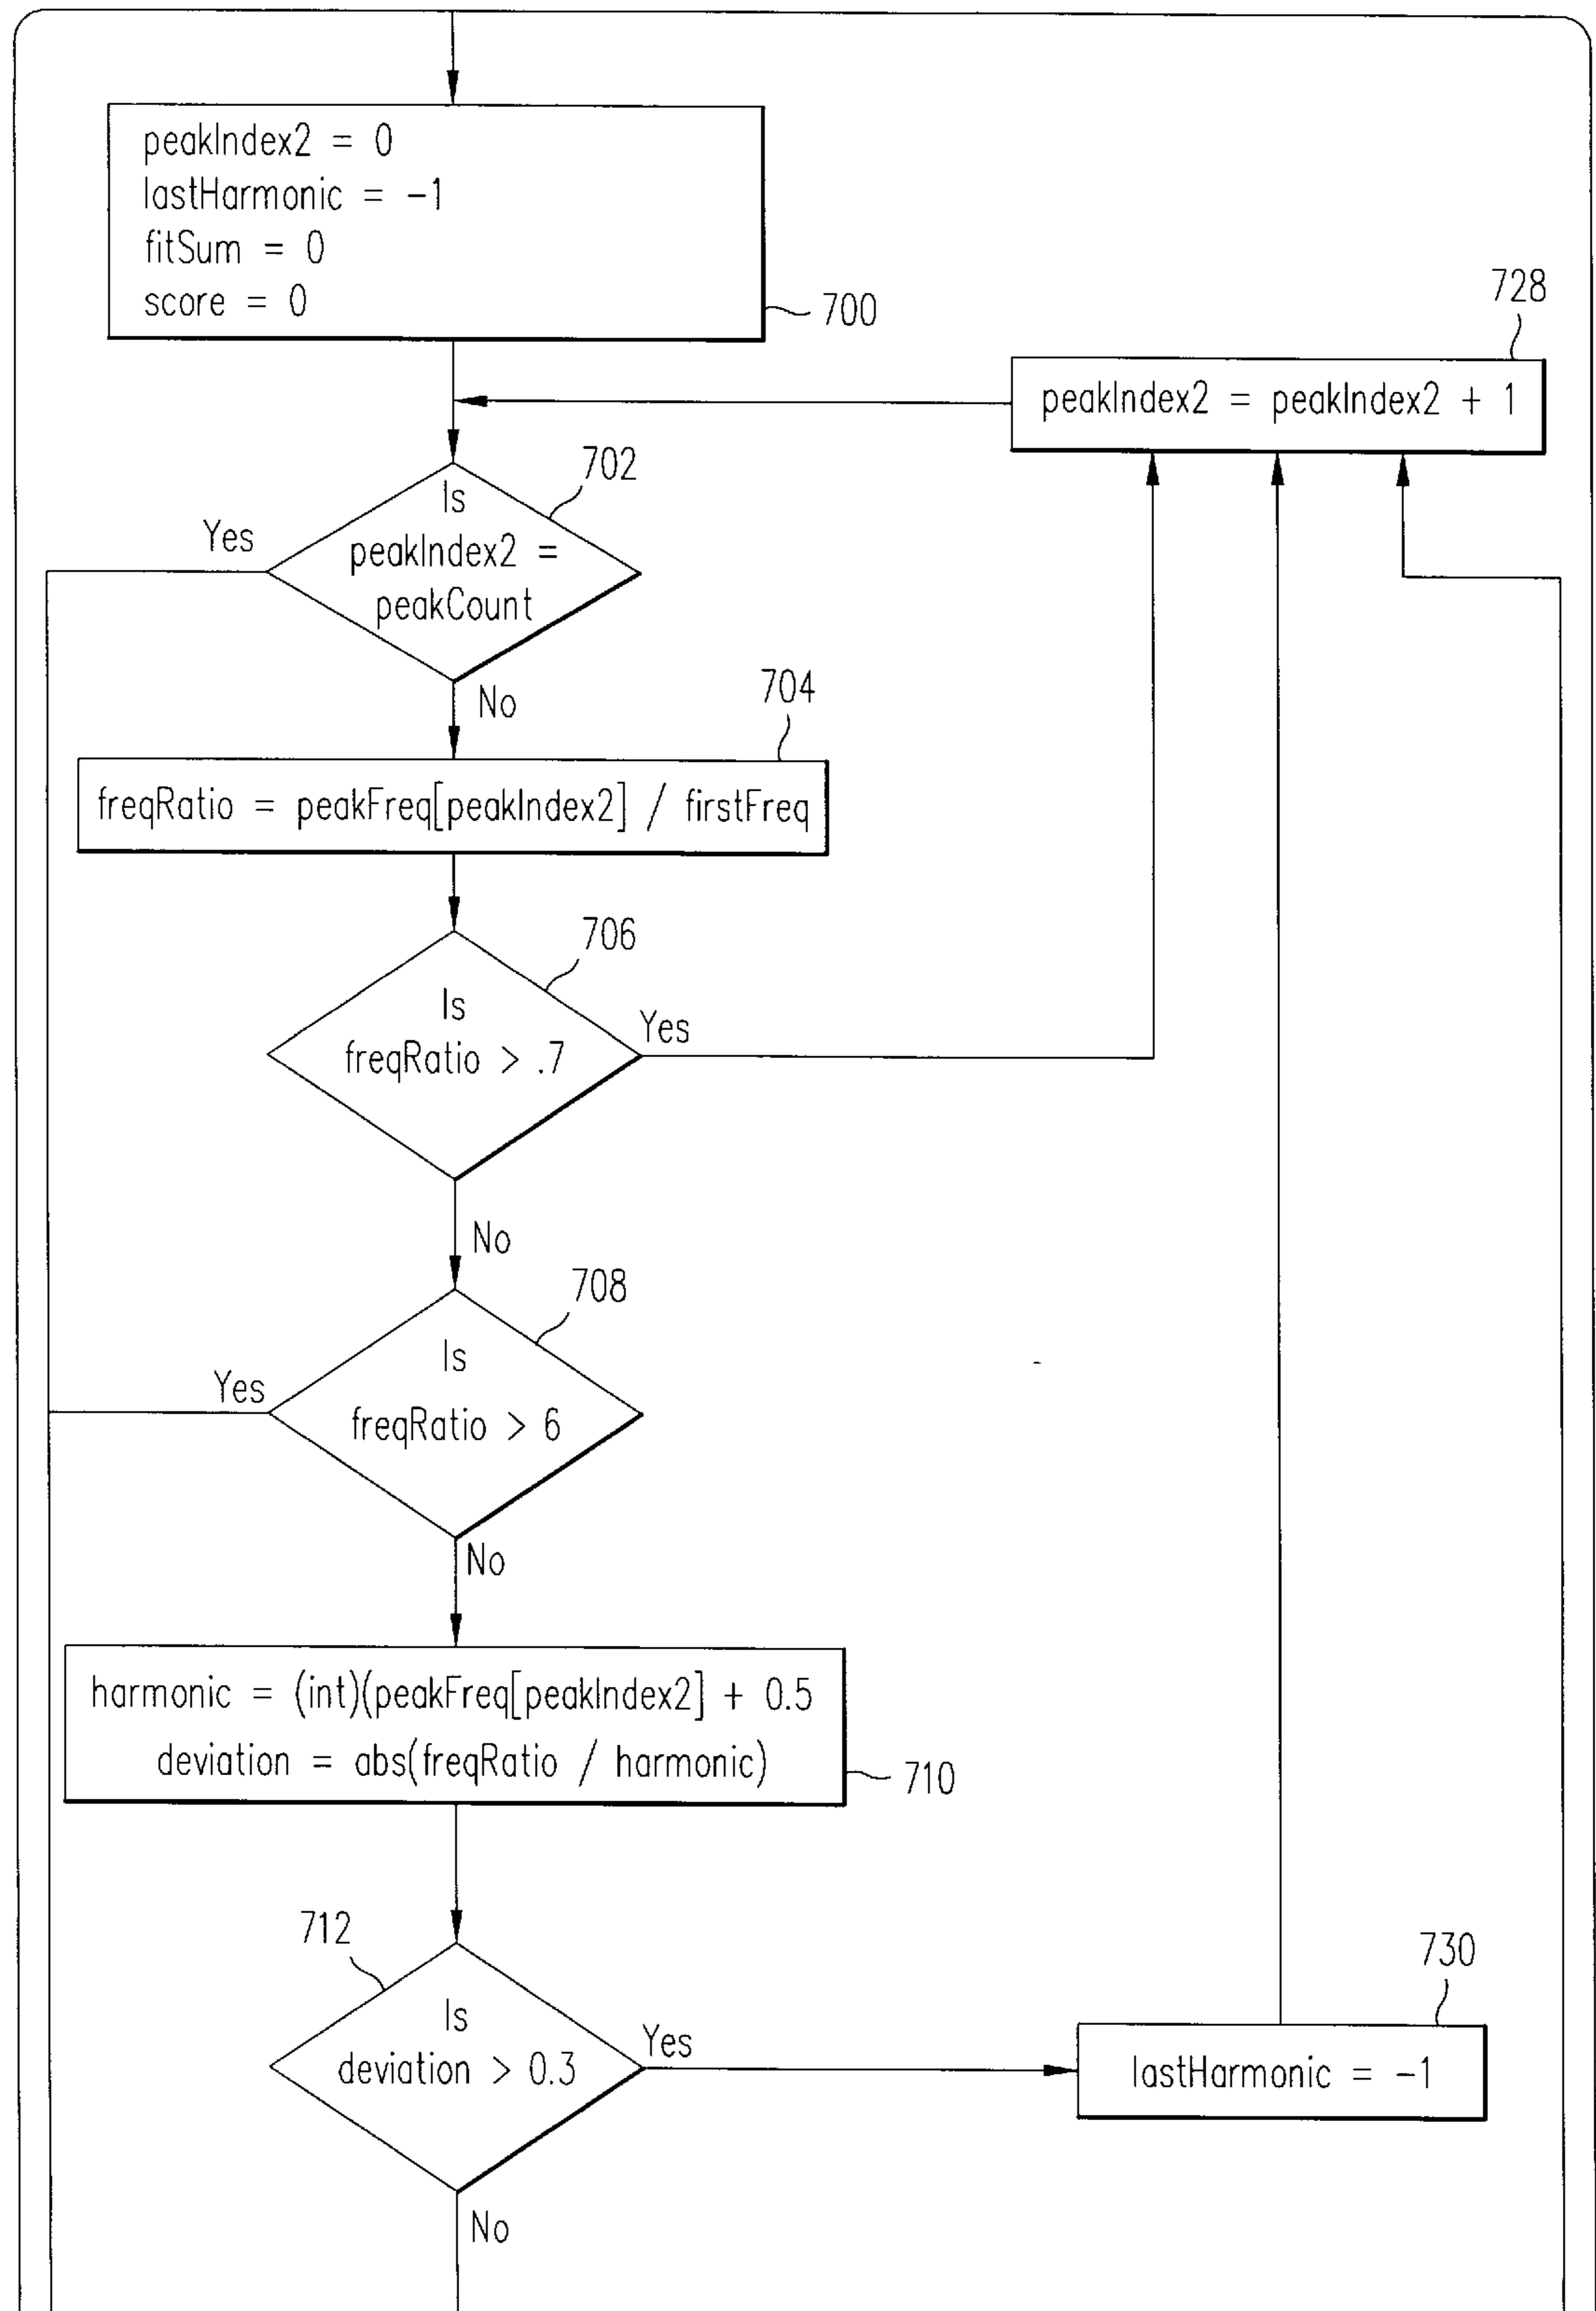 peakIndex2 = 0
lastHarmonic = -1
fitSum = 0
score = 0
700
728
peakIndex2 = peakIndex2 + 1
702
Is
peakIndex2 =
peakCount
Yes
No
704
freqRatio = peakFreq[peakIndex2] / firstFreq
706
Is
freqRatio > .7
Yes
No
708
Is
freqRatio > 6
Yes
No
harmonic = (int)(peakFreq[peakIndex2] + 0.5
deviation = abs(freqRatio / harmonic)
710
712
Is
deviation > 0.3
Yes
730
lastHarmonic = -1
No